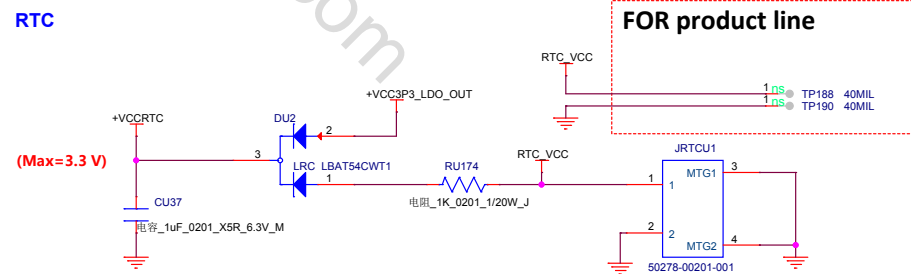 RTC
FOR product line
com
RTC_VCC
+VCC3P3_LDO_OUT
1 ns TP188 40MIL
1 ns TP190 40MIL
+VCCRTC
DU2
2
(Max=3.3 V)
3
LRC LBAT54CWT1
1
RU174
RTC_VCC
JRTCU1
电阻_1K_0201_1/20W_J
1 1 MTG1 3
CU37
电容_1uF_0201_X5R_6.3V_M
2 2 MTG2 4
50278-00201-001